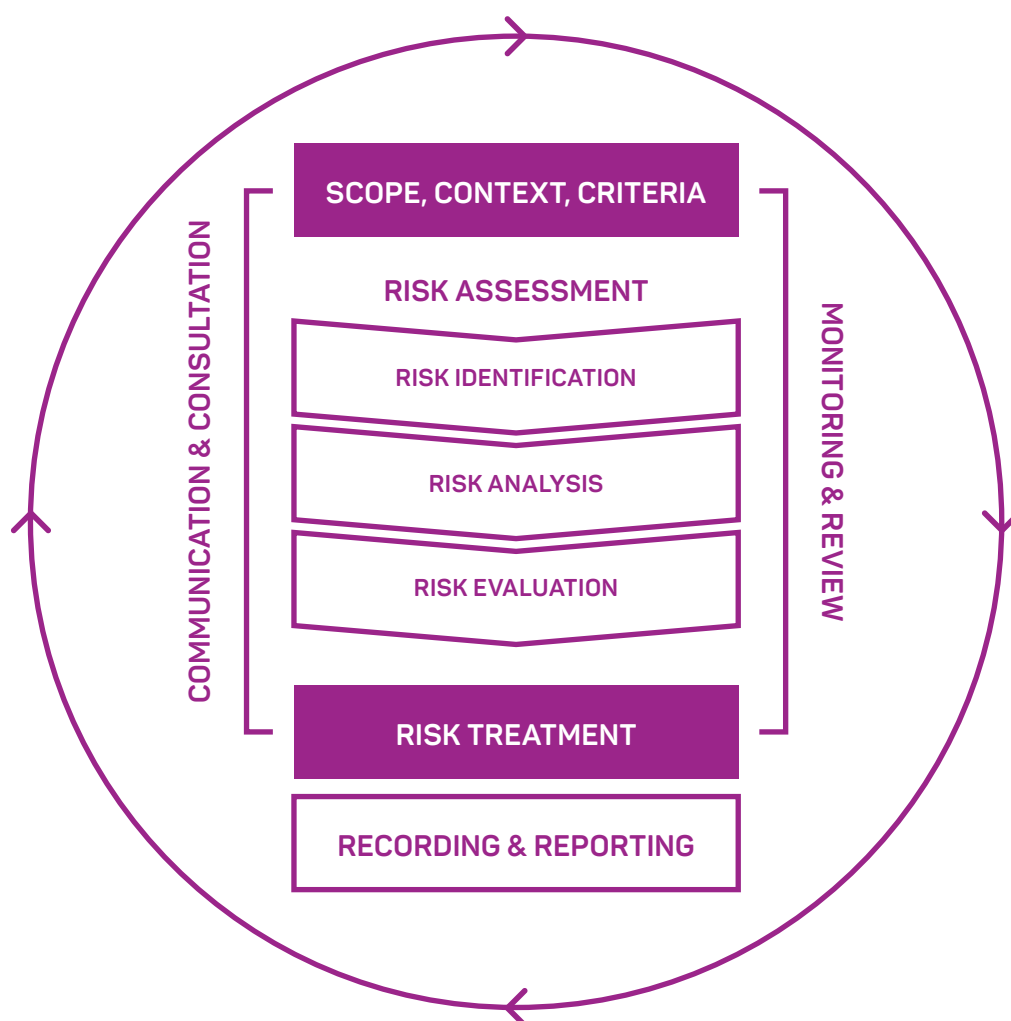 SCOPE, CONTEXT, CRITERIA
COMMUNICATION & CONSULTATION
RISK ASSESSMENT
RISK IDENTIFICATION
RISK ANALYSIS
RISK EVALUATION
MONITORING & REVIEW
RISK TREATMENT
RECORDING & REPORTING